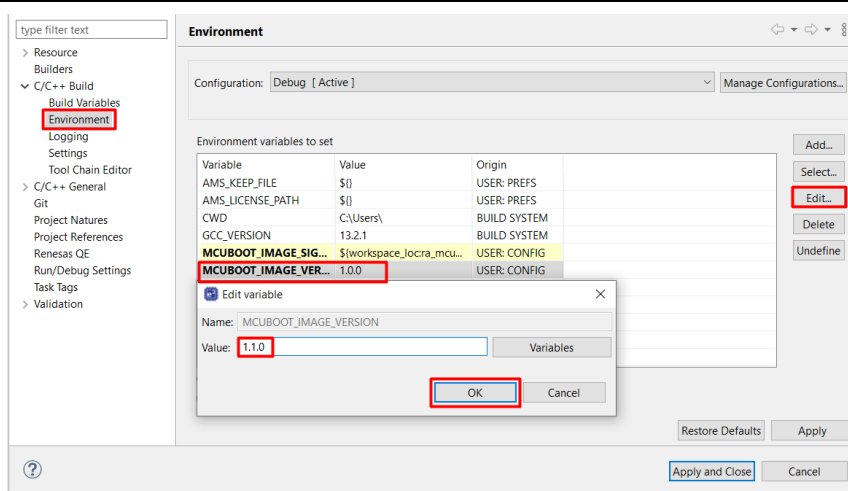 type filter text
Environment
Resource
Builders
C/C++ Build
Build Variables
Environment
Logging
Settings
Tool Chain Editor
C/C++ General
Git
Project Natures
Project References
Renesas QE
Run/Debug Settings
Task Tags
Validation
Configuration: Debug [ Active ] Manage Configurations...
Environment variables to set
Variable Value Origin
AMS_KEEP_FILE ${} USER: PREFS
AMS_LICENSE_PATH ${} USER: PREFS
CWD C:\Users\ BUILD SYSTEM
GCC_VERSION 13.2.1 BUILD SYSTEM
MCUBOOT_IMAGE_SIG... ${workspace_loc:ra_mcu... USER: CONFIG
MCUBOOT_IMAGE_VER... 1.0.0 USER: CONFIG
Add...
Select...
Edit...
Delete
Undefine
Edit variable
Name: MCUBOOT_IMAGE_VERSION
Value: 1.1.0 Variables
OK Cancel
Restore Defaults Apply
Apply and Close Cancel